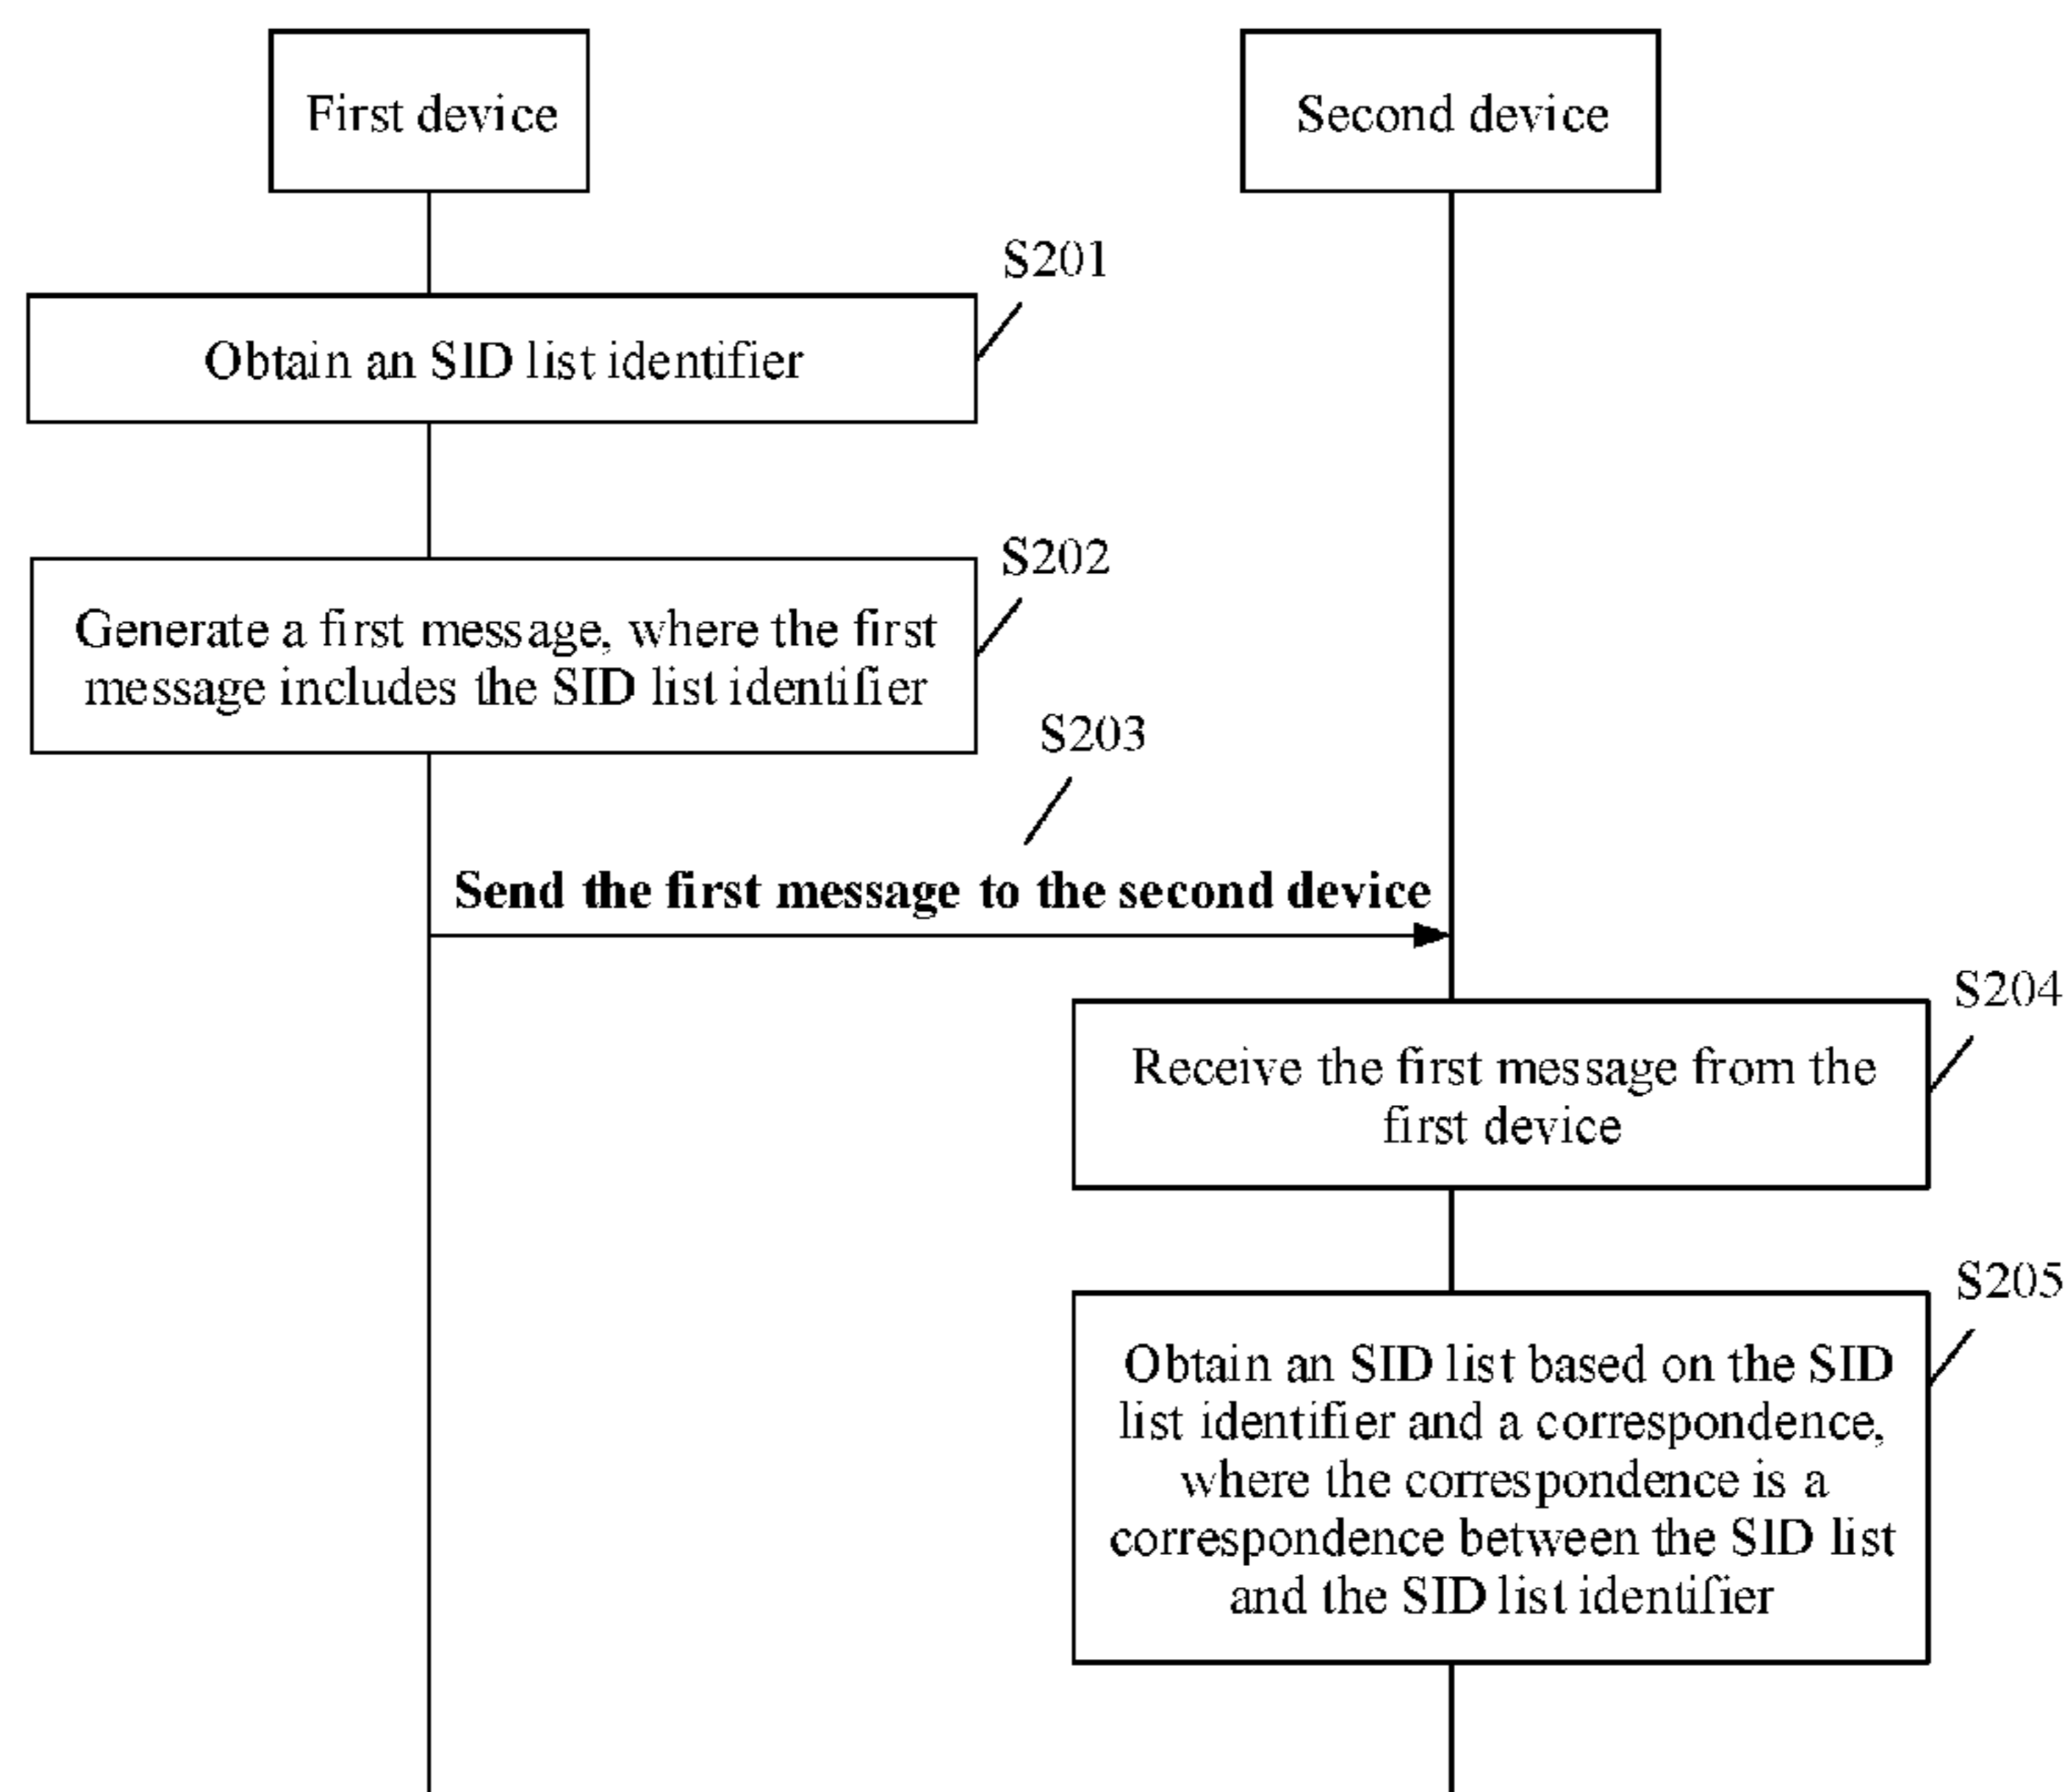 First device
Second device
S201
Obtain an SID list identifier
S202
Generate a first message, where the first
message includes the SID list identifier
S203
Send the first message to the second device
S204
Receive the first message from the
first device
S205
Obtain an SID list based on the SID
list identifier and a correspondence,
where the correspondence is a
correspondence between the SID list
and the SID list identifier